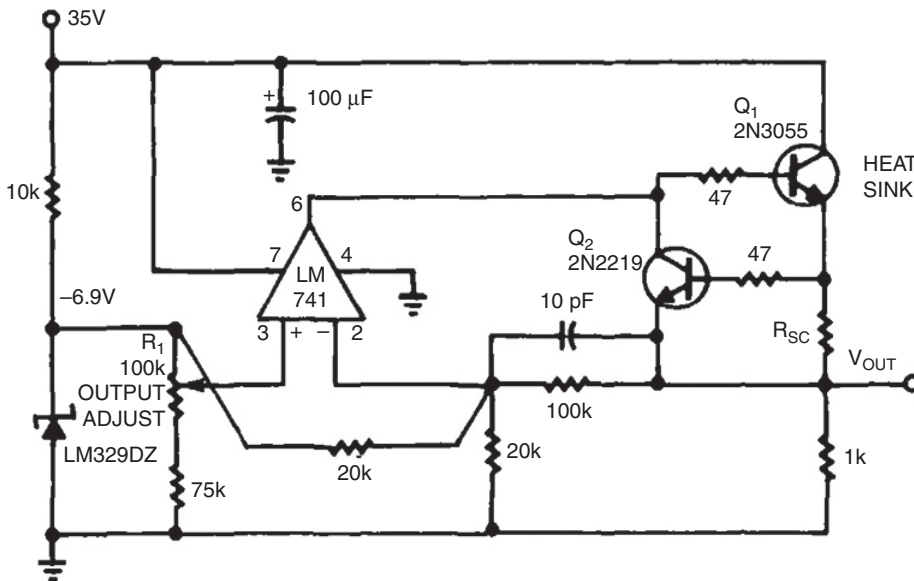 35V
+
100 µF
Q1
2N3055
HEAT
SINK
10k
47
6
Q2
2N2219
47
7
4
LM
741
–6.9V
10 pF
3
+
–
2
RSC
R1
100k
OUTPUT
ADJUST
VOUT
100k
LM329DZ
20k
20k
1k
75k